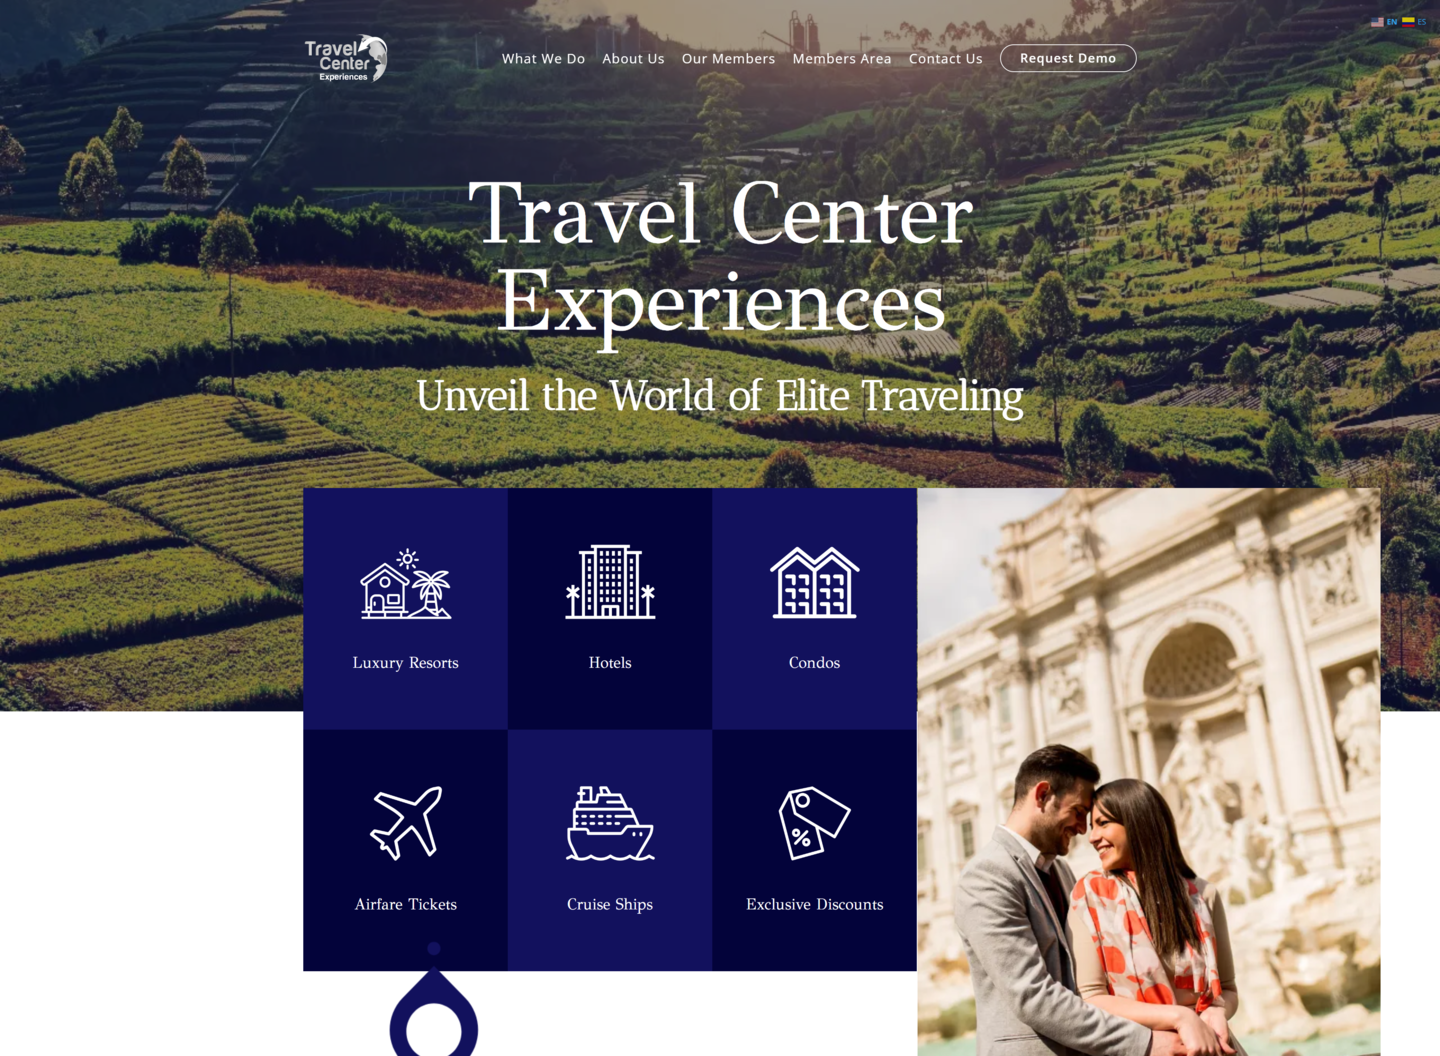 EN ES
Travel
Center
Experiences
What We Do About Us Our Members Members Area Contact Us Request Demo
Travel Center
Experiences
Unveil the World of Elite Traveling
Luxury Resorts Hotels Condos
%
Airfare Tickets Cruise Ships Exclusive Discounts